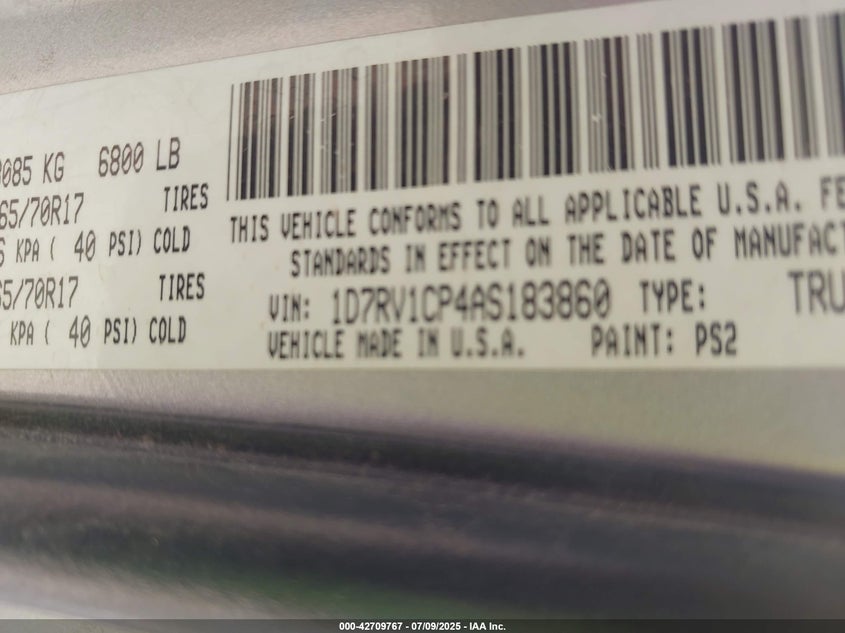 3085 KG 6800 LB
65/70R17 TIRES
KPA ( 40 PSI) COLD
65/70R17 TIRES
KPA ( 40 PSI) COLD
THIS VEHICLE CONFORMS TO ALL APPLICABLE U.S.A. FE
STANDARDS IN EFFECT ON THE DATE OF MANUFACT
VIN: 1D7RV1CP4AS183860 TYPE: TRU
VEHICLE MADE IN U.S.A. PAINT: PS2
000-42709767 - 07/09/2025 - IAA Inc.